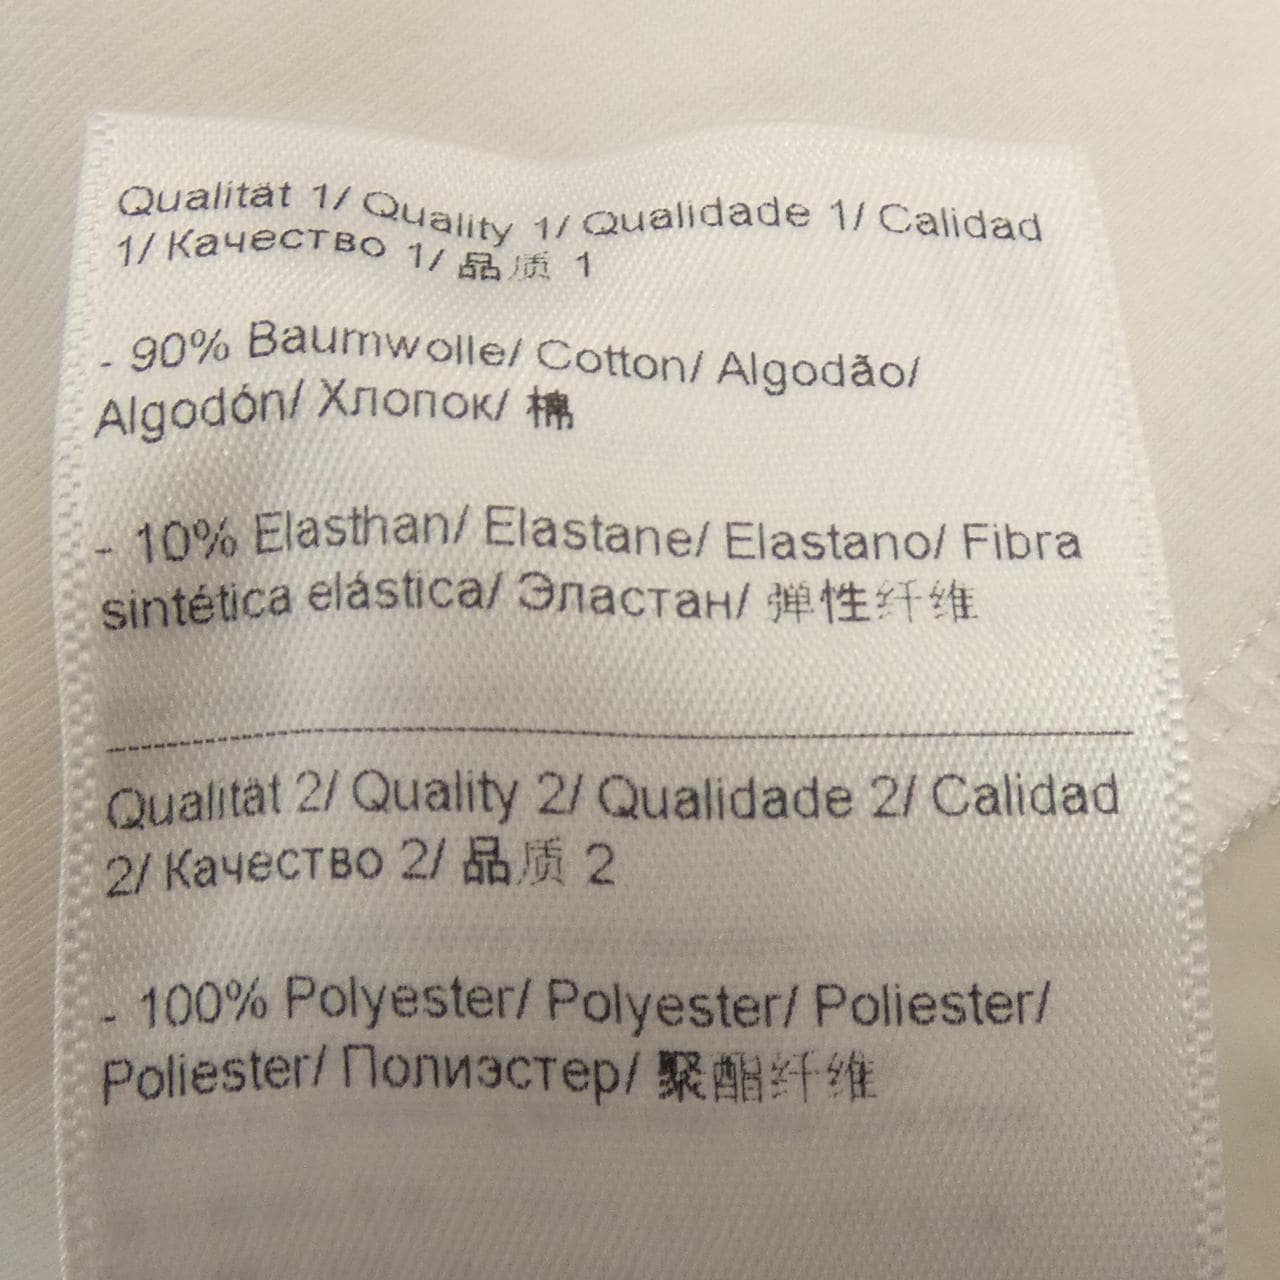 Qualität 1/ Quality 1/ Qualidade 1/ Calidad
1/ Качество 1/ 品质 1
- 90% Baumwolle/ Cotton/ Algodão/
Algodón/ Хлопок/ 棉
- 10% Elasthan/ Elastane/ Elastano/ Fibra
sintética elástica/ Эластан/ 弹性纤维
Qualität 2/ Quality 2/ Qualidade 2/ Calidad
2/ Качество 2/ 品质 2
- 100% Polyester/ Polyester/ Poliester/
Poliester/ Полиэстер/ 聚酯纤维